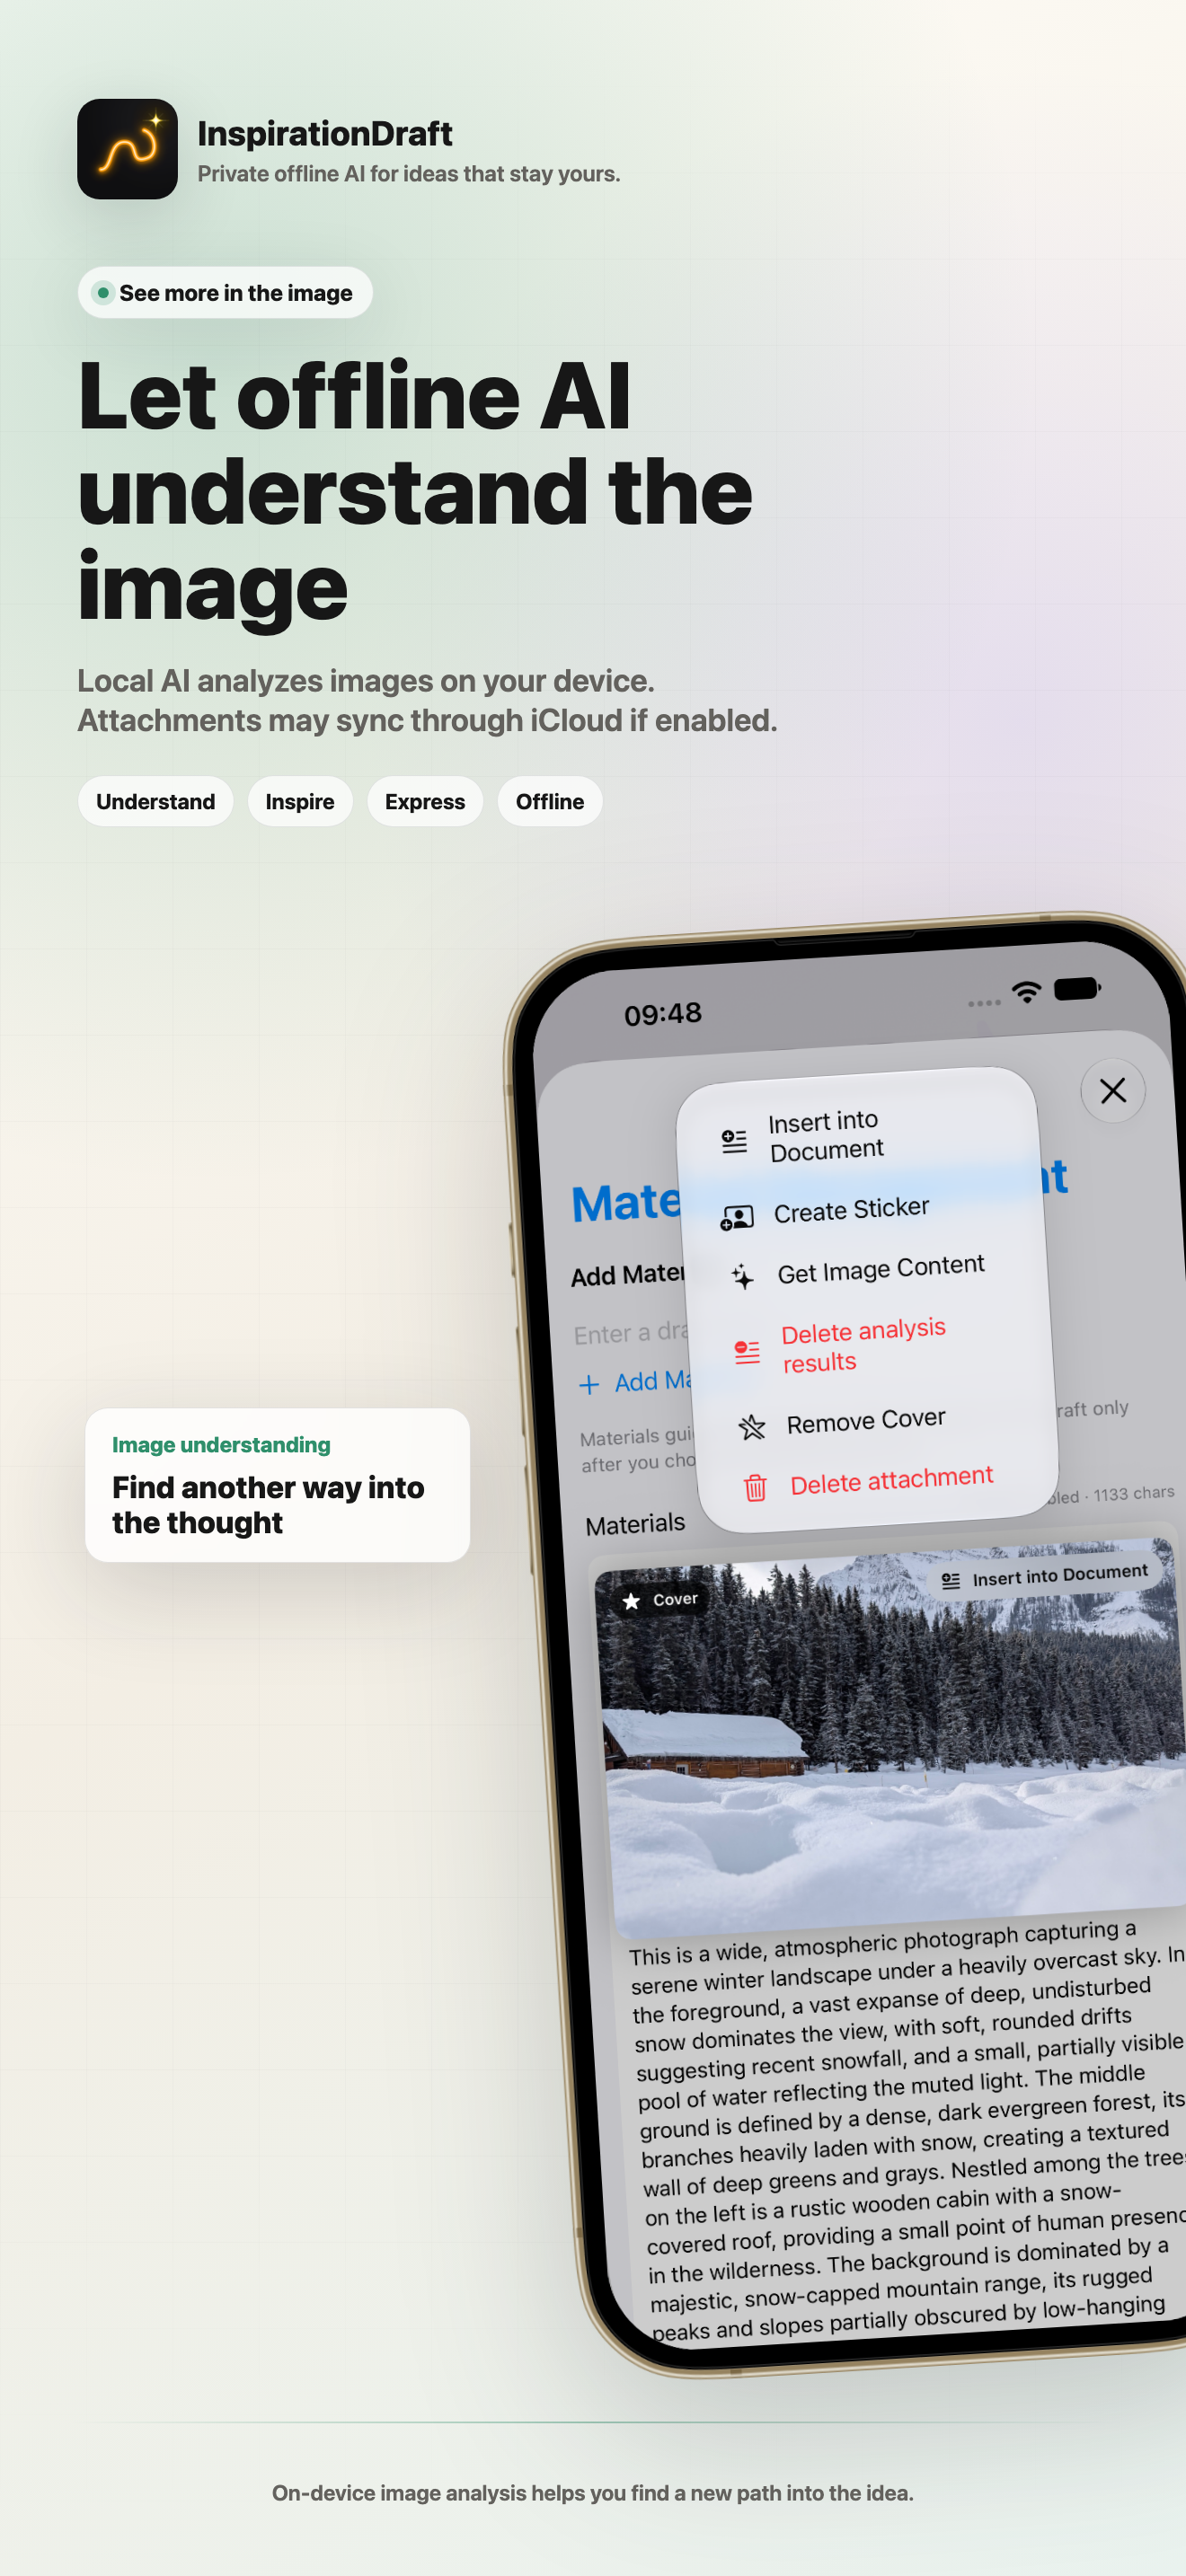 InspirationDraft
Private offline AI for ideas that stay yours.
See more in the image
Let offline AI
understand the
image
Local AI analyzes images on your device.
Attachments may sync through iCloud if enabled.
Understand
Inspire
Express
Offline
09:48
Insert into
Document
Create Sticker
Get Image Content
Delete analysis
results
Remove Cover
Delete attachment
Add
Enter a
Add
Materials
after you
raft only
1133 chars
Materials
Cover
Insert into Document
Image understanding
Find another way into
the thought
This is a wide, atmospheric photograph capturing a
serene winter landscape under a heavily overcast sky. In
the foreground, a vast expanse of deep, undisturbed
snow dominates the view, with soft, rounded drifts
suggesting recent snowfall, and a small, partially visible
pool of water reflecting the muted light. The middle
ground is defined by a dense, dark evergreen forest, its
branches heavily laden with snow, creating a textured
wall of deep greens and grays. Nestled among the trees
on the left is a rustic wooden cabin with a snow-
covered roof, providing a small point of human presenc
in the wilderness. The background is dominated by a
majestic, snow-capped mountain range, its rugged
peaks and slopes partially obscured by low-hanging
On-device image analysis helps you find a new path into the idea.